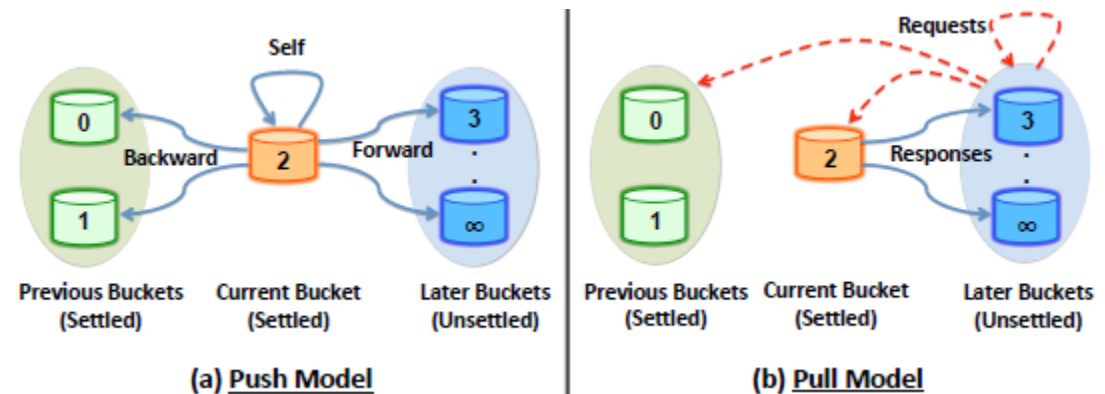 Self
0
Backward
2
Forward
3
.
.
1
∞
Previous Buckets
(Settled)
Current Bucket
(Settled)
Later Buckets
(Unsettled)
(a) Push Model
Requests
0
3
2
Responses
.
.
1
∞
Previous Buckets
(Settled)
Current Bucket
(Settled)
Later Buckets
(Unsettled)
(b) Pull Model